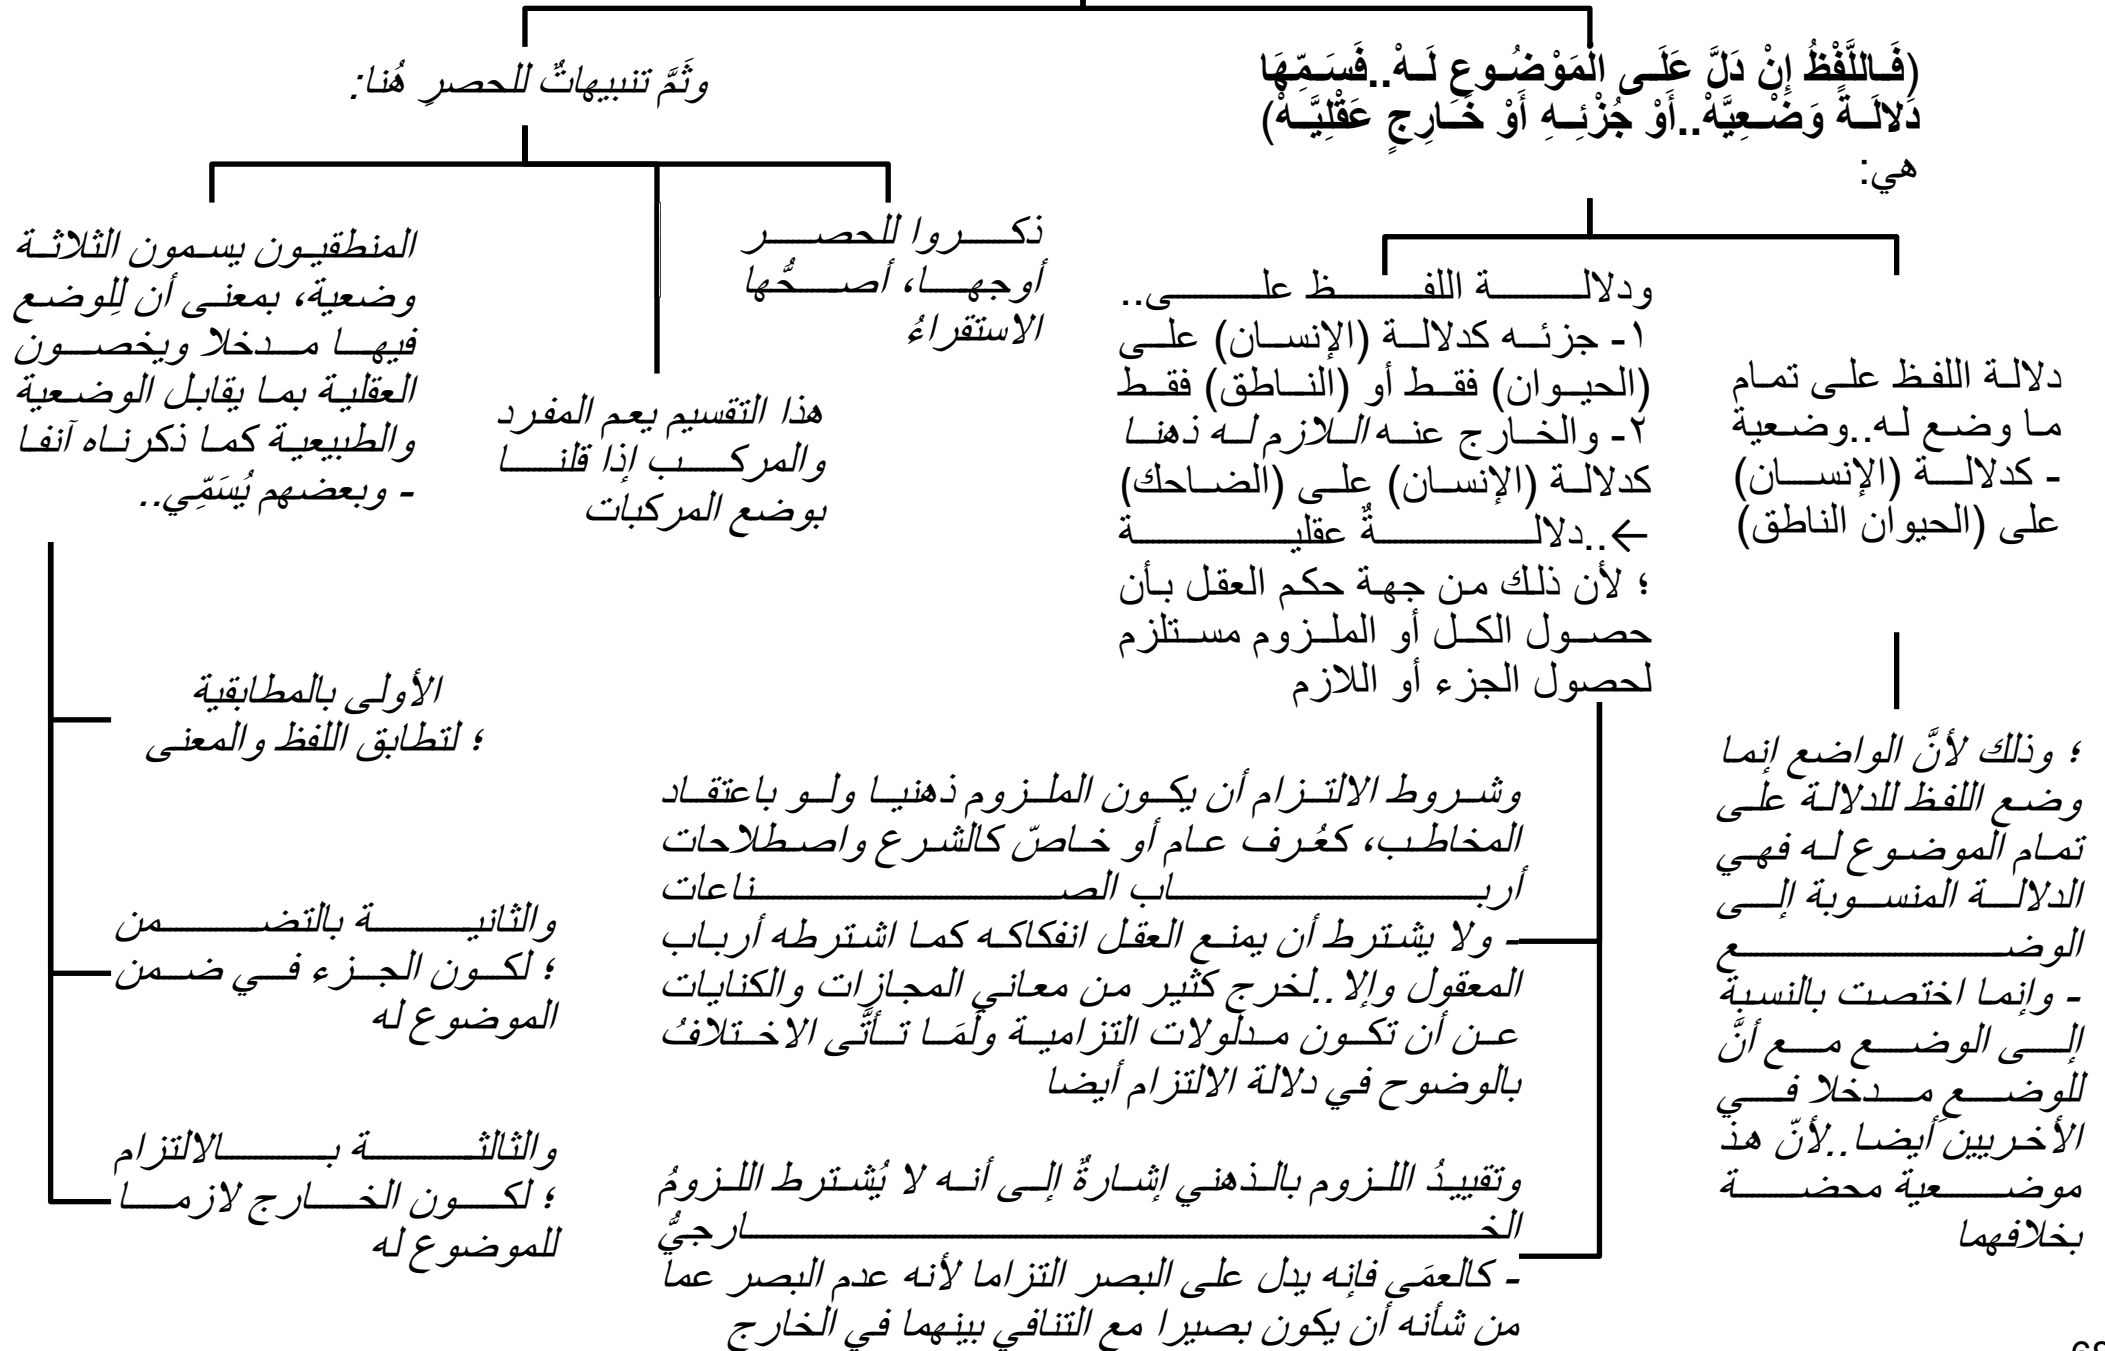 (فَاللَّفْظُ إِنْ دَلَّ عَلَى الْمَوْضُوعِ لَهْ..فَسَمِّهَا
دَلالَةً وَضْعِيَّهْ..أَوْ جُزْئِهِ أَوْ خَارِجٍ عَقْلِيَّهْ)
هي:
دلالة اللفظ على تمام
ما وضع له..وضعية
- كدلالة (الإنسان)
على (الحيوان الناطق)
؛ وذلك لأنَّ الواضع إنما
وضع اللفظ للدلالة على
تمام الموضوع له فهي
الدلالة المنسوبة إلى
الوضع
- وإنما اختصت بالنسبة
إلى الوضع مع أنَّ
للوضعِ مدخلا في
الأخريين أيضا..لأنّ هذ
موضعية محضة
بخلافهما
ودلالة اللفظ على..
١- جزئه كدلالة (الإنسان) على
(الحيوان) فقط أو (الناطق) فقط
٢- والخارج عنه اللازم له ذهنا
كدلالة (الإنسان) على (الضاحك)
←..دلالةٌ عقلية
؛ لأن ذلك من جهة حكم العقل بأن
حصول الكل أو الملزوم مستلزم
لحصول الجزء أو اللازم
وشروط الالتزام أن يكون الملزوم ذهنيا ولو باعتقاد
المخاطب، كعُرف عام أو خاصّ كالشرع واصطلاحات
أرباب الصناعات
- ولا يشترط أن يمنع العقل انفكاكه كما اشترطه أرباب
المعقول وإلا..لخرج كثير من معاني المجازات والكنايات
عن أن تكون مدلولات التزامية ولَمَا تأتَّى الاختلافُ
بالوضوح في دلالة الالتزام أيضا
وتقييدُ اللزوم بالذهني إشارةٌ إلى أنه لا يُشترط اللزومُ
الخارجيُّ
- كالعمَى فإنه يدل على البصر التزاما لأنه عدم البصر عما
من شأنه أن يكون بصيرا مع التنافي بينهما في الخارج
وثَمَّ تنبيهاتٌ للحصرِ هُنا:
ذكروا للحصر
أوجها، أصحُّها
الاستقراءُ
هذا التقسيم يعم المفرد
والمركب إذا قلنا
بوضع المركبات
المنطقيون يسمون الثلاثة
وضعية، بمعنى أن لِلوضع
فيها مدخلا ويخصون
العقلية بما يقابل الوضعية
والطبيعية كما ذكرناه آنفا
- وبعضهم يُسَمِّي..
الأولى بالمطابقية
؛ لتطابق اللفظ والمعنى
والثانية بالتضمن
؛ لكون الجزء في ضمن
الموضوع له
والثالثة بالالتزام
؛ لكون الخارج لازما
للموضوع له